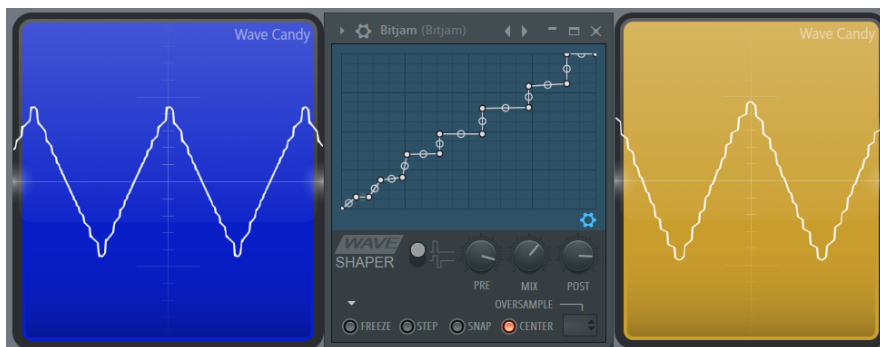 Wave Candy
Bitjam (Bitjam)
Wave Candy
WAVE
SHAPER
PRE
MIX
POST
OVERSAMPLE
FREEZE
STEP
SNAP
CENTER